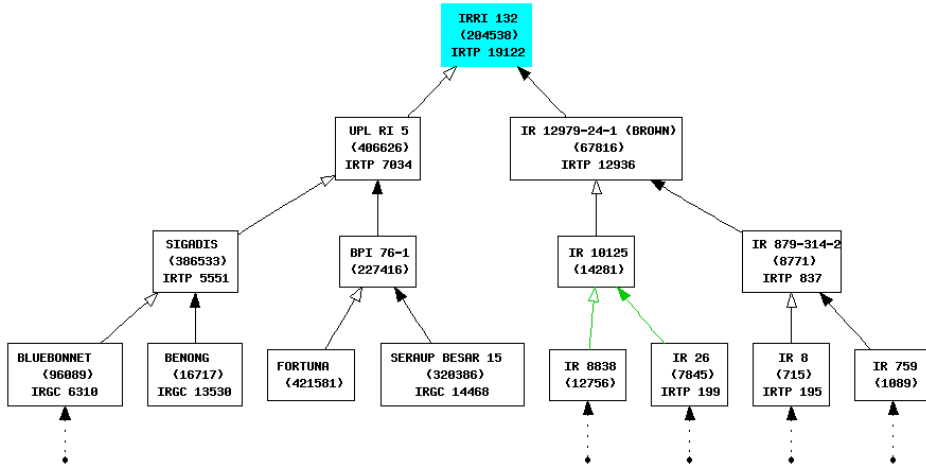 IRRI 132
(204538)
IRTP 19122
UPL RI 5
(406626)
IRTP 7034
IR 12979-24-1 (BROWN)
(67816)
IRTP 12936
SIGADIS
(386533)
IRTP 5551
BPI 76-1
(227416)
IR 10125
(14281)
IR 879-314-2
(8771)
IRTP 837
BLUEBONNET
(96089)
IRGC 6310
BENONG
(16717)
IRGC 13530
FORTUNA
(421581)
SERAUP BESAR 15
(320386)
IRGC 14468
IR 8838
(12756)
IR 26
(7845)
IRTP 199
IR 8
(715)
IRTP 195
IR 759
(1089)